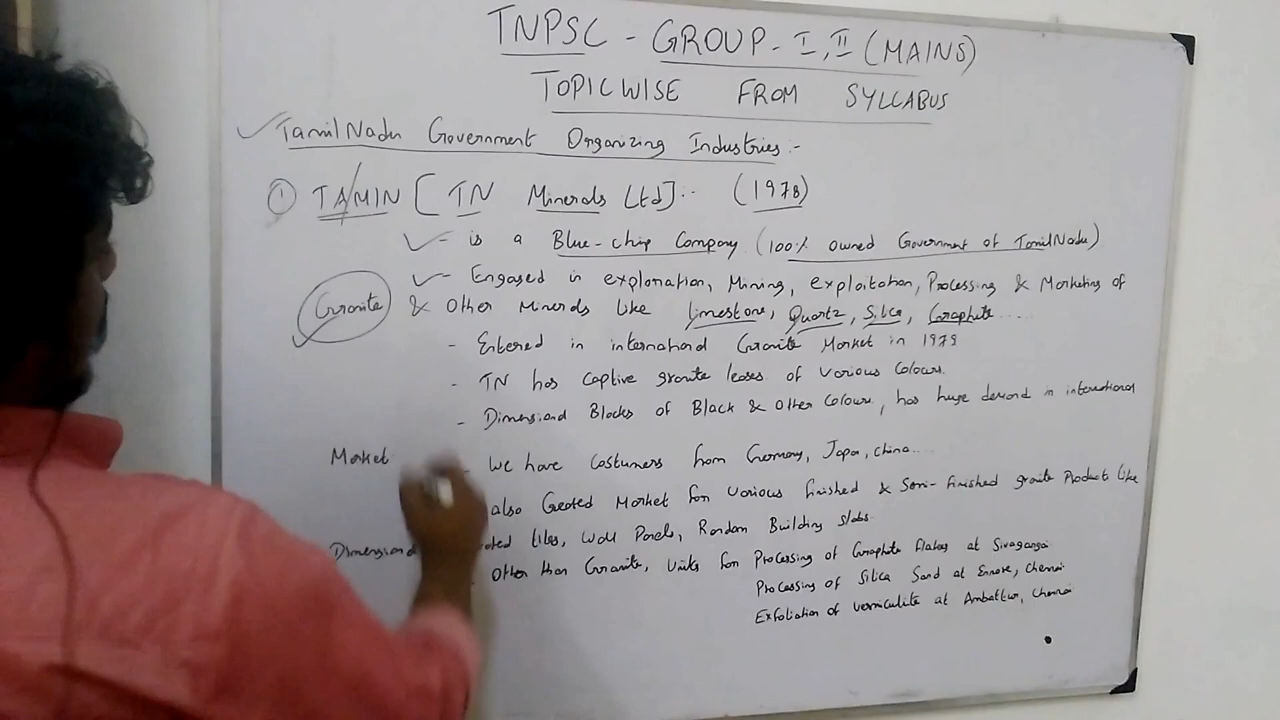 TNPSC - GROUP - I, II (MAINS)
TOPICWISE FROM SYLLABUS
TamilNadu Government Organizing Industries :-
① TAMIN [TN Minerals Ltd] :- (1978)
- is a Blue-chip Company (100% owned Government of TamilNadu)
- Engaged in exploration, Mining, exploitation, Processing & Marketing of
Granite & Other Minerals like limestone, Quartz, Silica, Graphite ....
- Entered in international Granite Market in 1979
- TN has captive granite leases of various colours.
- Dimensional Blocks of Black & Other Colour, has huge demand in international
Market - We have Costumers from Germany, Japan, China...
also Created Market for various finished & Semi-finished granite Products like
Dimensional tiles, Wall Panels, Random Building slabs
Other than Granite, Units for Processing of Graphite flakes at Sivagangai
Processing of Silica Sand at Ennore, Chennai
Exfoliation of vermiculite at Ambattur, Chennai